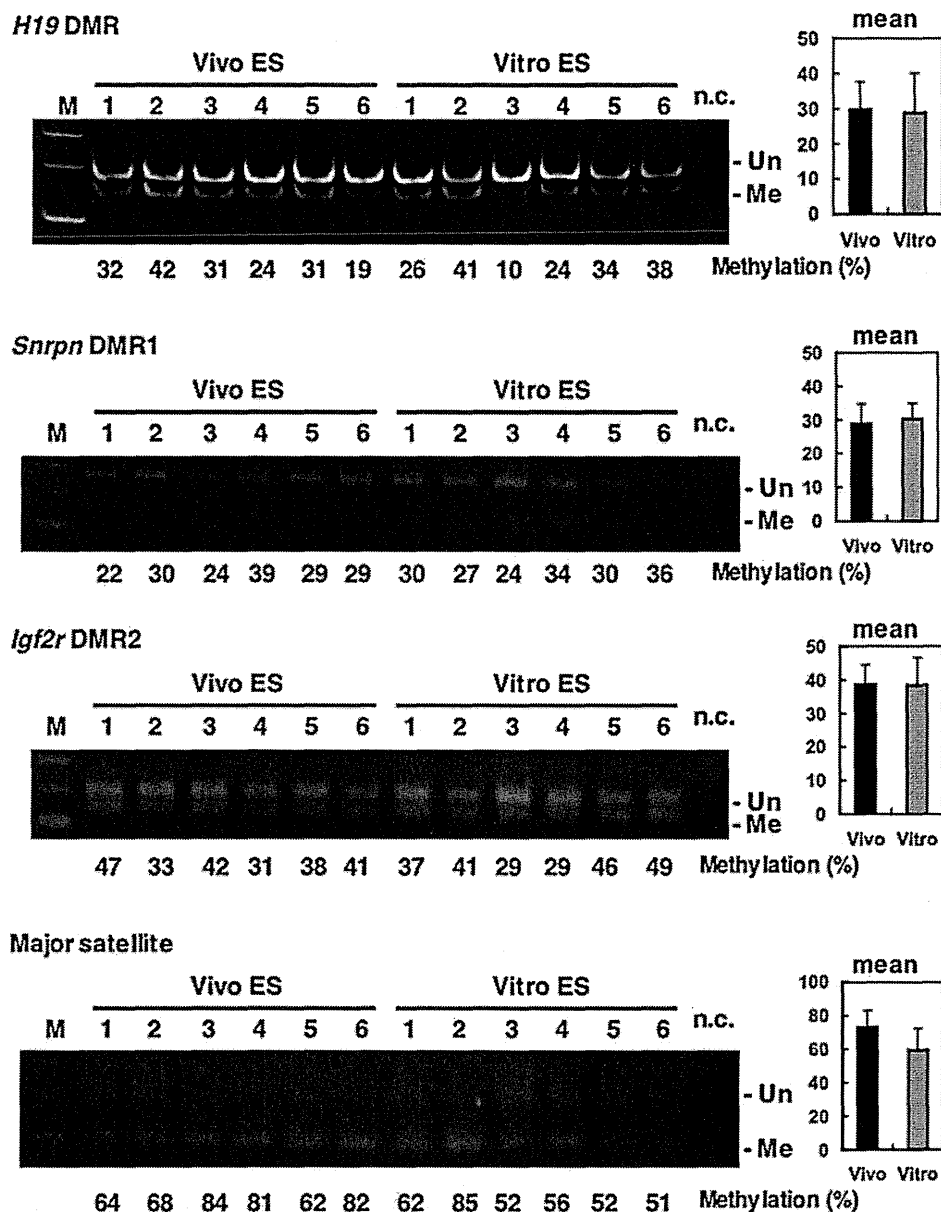 H19 DMR
mean
Vivo ES Vitro ES
M 1 2 3 4 5 6 1 2 3 4 5 6 n.c.
- Un
- Me
50
40
30
20
10
0
Vivo Vitro
32 42 31 24 31 19 26 41 10 24 34 38 Methylation (%)
Snrpn DMR1
mean
Vivo ES Vitro ES
M 1 2 3 4 5 6 1 2 3 4 5 6 n.c.
- Un
- Me
50
40
30
20
10
0
Vivo Vitro
22 30 24 39 29 29 30 27 24 34 30 36 Methylation (%)
Igf2r DMR2
mean
Vivo ES Vitro ES
M 1 2 3 4 5 6 1 2 3 4 5 6 n.c.
- Un
- Me
50
40
30
20
10
0
Vivo Vitro
47 33 42 31 38 41 37 41 29 29 46 49 Methylation (%)
Major satellite
mean
Vivo ES Vitro ES
M 1 2 3 4 5 6 1 2 3 4 5 6 n.c.
- Un
- Me
100
80
60
40
20
0
Vivo Vitro
64 68 84 81 62 82 62 85 52 56 52 51 Methylation (%)